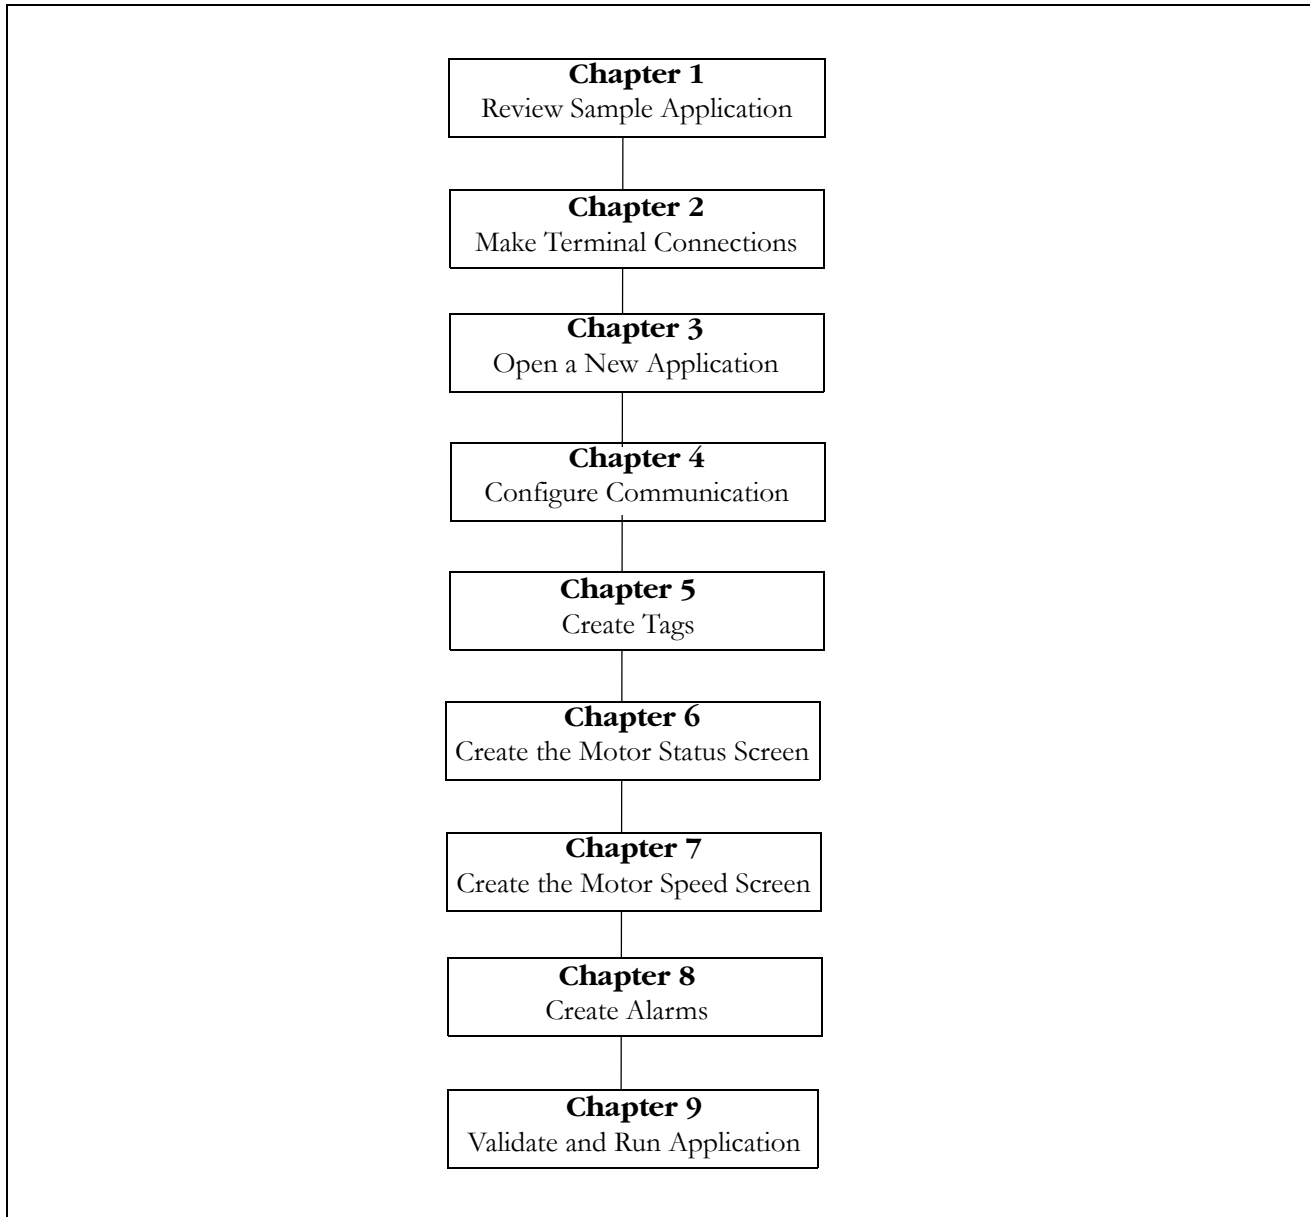 Chapter 1
Review Sample Application
Chapter 2
Make Terminal Connections
Chapter 3
Open a New Application
Chapter 4
Configure Communication
Chapter 5
Create Tags
Chapter 6
Create the Motor Status Screen
Chapter 7
Create the Motor Speed Screen
Chapter 8
Create Alarms
Chapter 9
Validate and Run Application